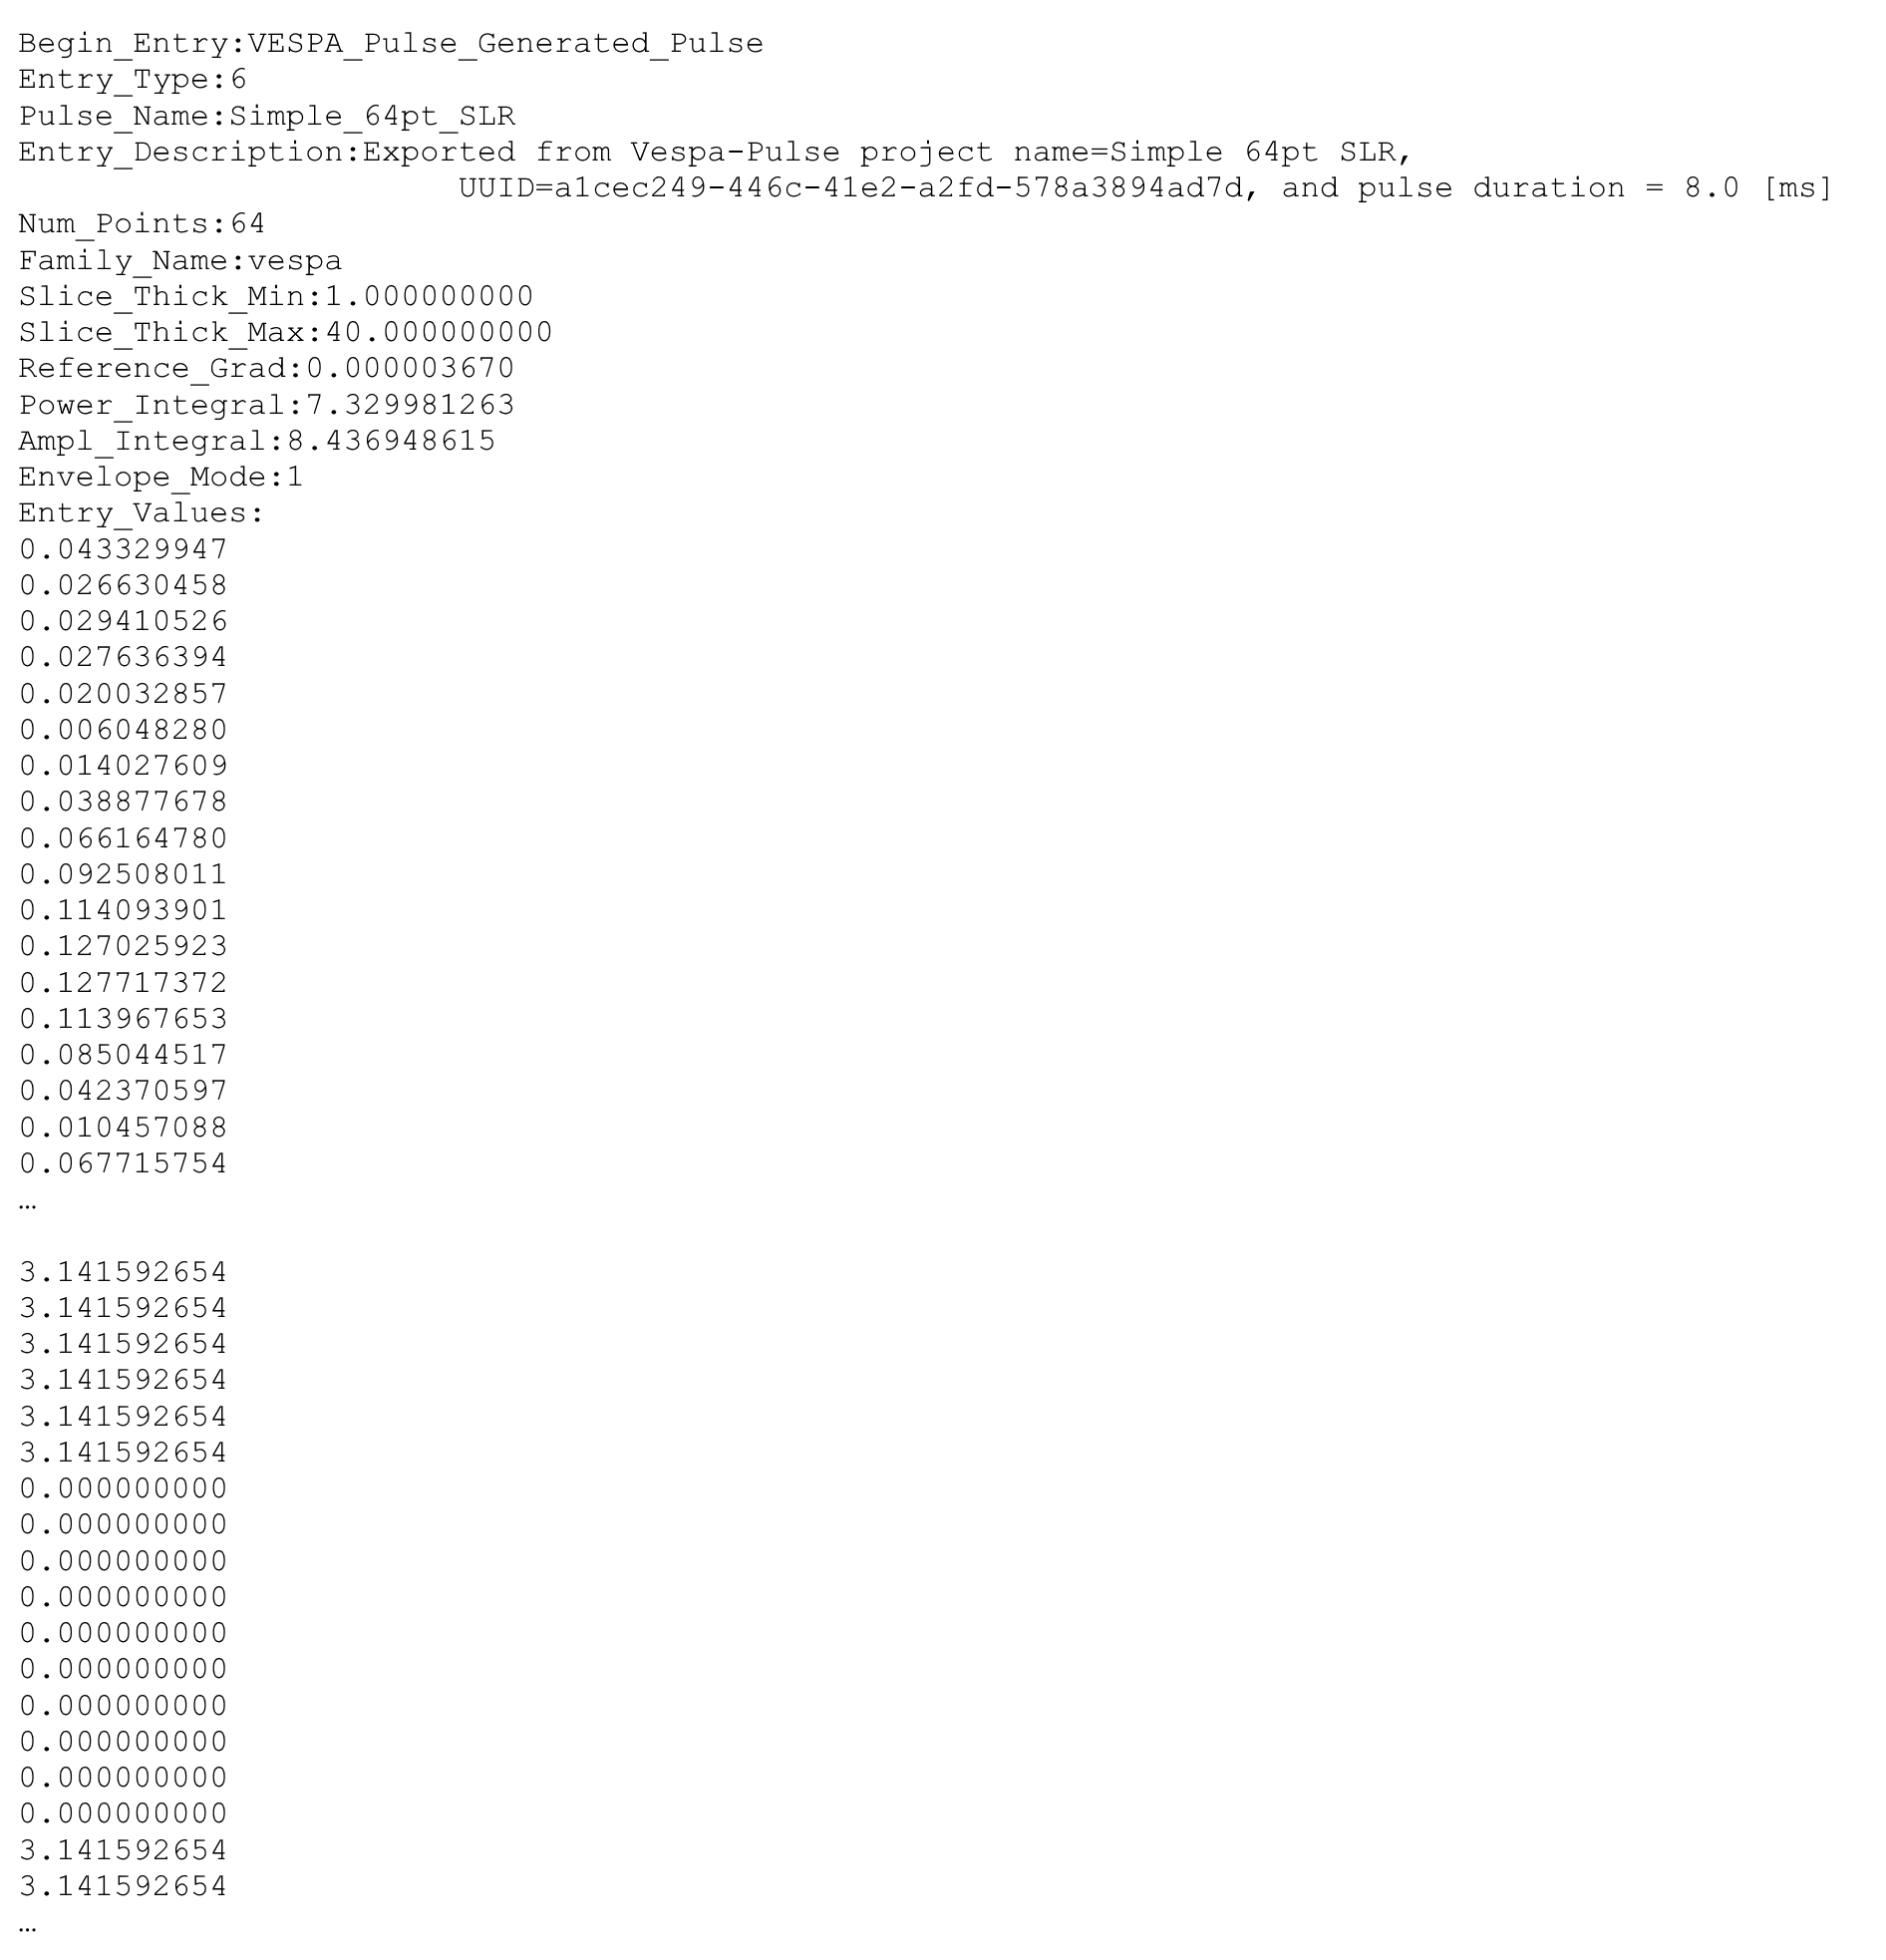 Begin_Entry:VESPA_Pulse_Generated_Pulse
Entry_Type:6
Pulse_Name:Simple_64pt_SLR
Entry_Description:Exported from Vespa-Pulse project name=Simple 64pt SLR,
UUID=a1cec249-446c-41e2-a2fd-578a3894ad7d, and pulse duration = 8.0 [ms]
Num_Points:64
Family_Name:vespa
Slice_Thick_Min:1.000000000
Slice_Thick_Max:40.000000000
Reference_Grad:0.000003670
Power_Integral:7.329981263
Ampl_Integral:8.436948615
Envelope_Mode:1
Entry_Values:
0.043329947
0.026630458
0.029410526
0.027636394
0.020032857
0.006048280
0.014027609
0.038877678
0.066164780
0.092508011
0.114093901
0.127025923
0.127717372
0.113967653
0.085044517
0.042370597
0.010457088
0.067715754
…
3.141592654
3.141592654
3.141592654
3.141592654
3.141592654
3.141592654
0.000000000
0.000000000
0.000000000
0.000000000
0.000000000
0.000000000
0.000000000
0.000000000
0.000000000
0.000000000
3.141592654
3.141592654
…